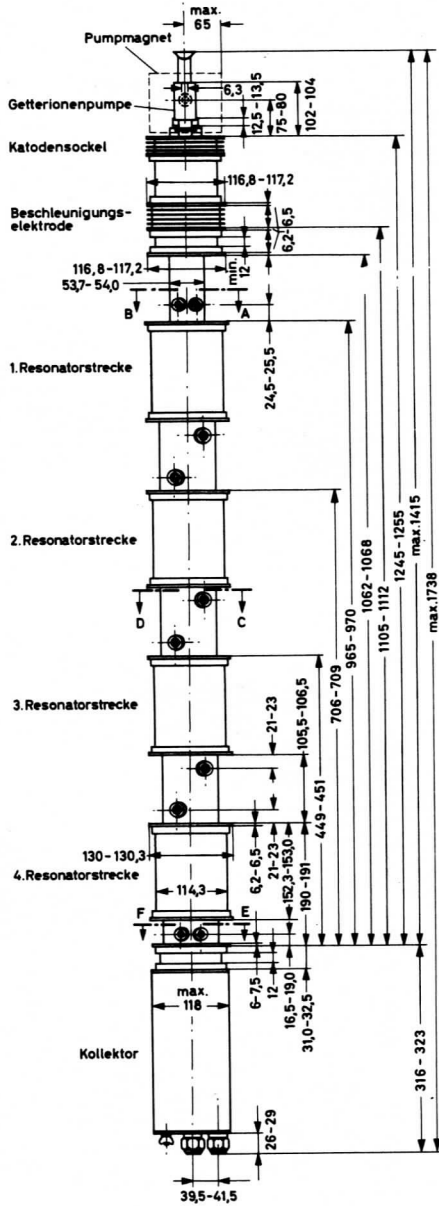 max.
65
Pumpmagnet
6,3
12,5-13,5
75-80
102-104
Getterionenpumpe
Katodensockel
116,8-117,2
Beschleunigungs-
elektrode
6,2-6,5
116,8-117,2
min.
12
53,7-54,0
B
A
24,5-25,5
1.Resonatorstrecke
2.Resonatorstrecke
D
C
3.Resonatorstrecke
21-23
105,5-106,5
449-451
706-709
965-970
1062-1068
1105-1112
1245-1255
max.1415
max.1738
130-130,3
4.Resonatorstrecke
114,3
6,2-6,5
21-23
152,3-153,0
190-191
F
E
max.
118
6-7,5
12
16,5-19,0
31,0-32,5
316-323
Kollektor
26-29
39,5-41,5